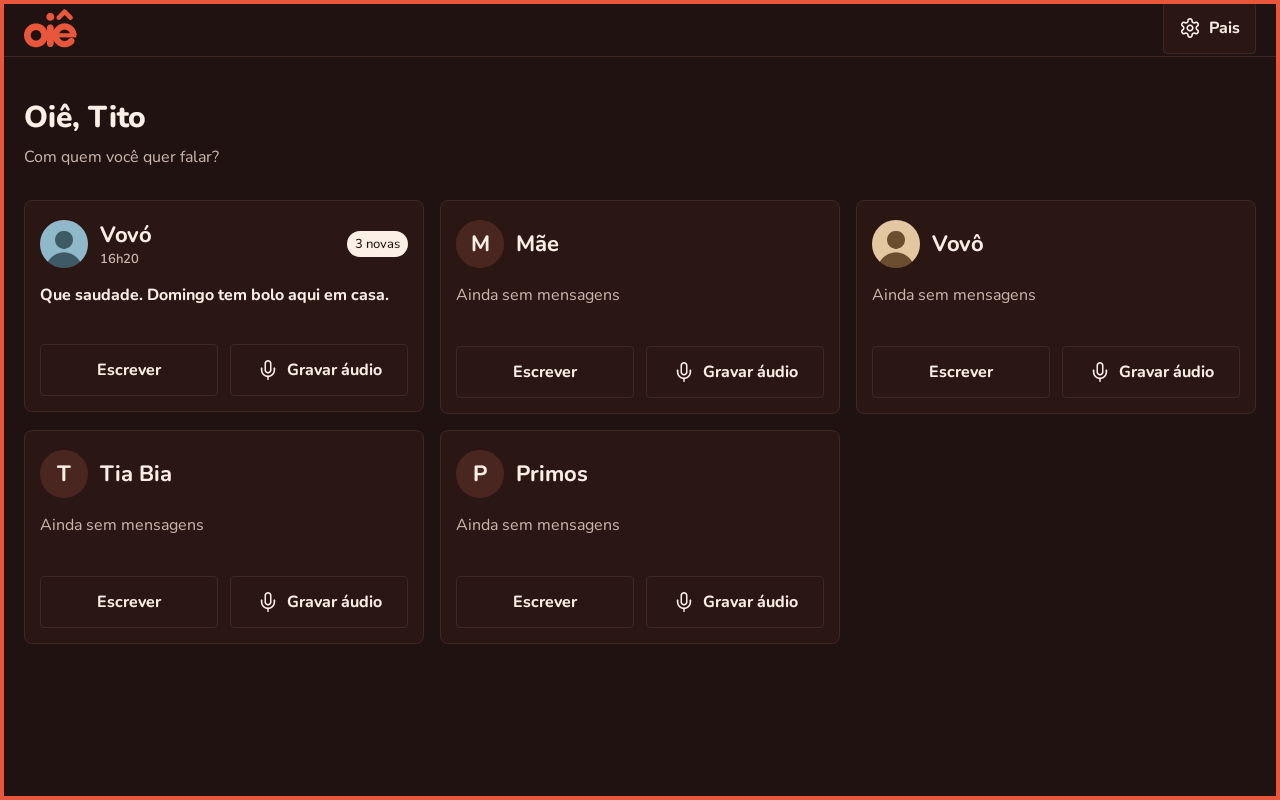 oiê
Pais
Oiê, Tito
Com quem você quer falar?
Vovó
16h20
3 novas
Que saudade. Domingo tem bolo aqui em casa.
Escrever
Gravar áudio
M
Mãe
Ainda sem mensagens
Escrever
Gravar áudio
Vovô
Ainda sem mensagens
Escrever
Gravar áudio
T
Tia Bia
Ainda sem mensagens
Escrever
Gravar áudio
P
Primos
Ainda sem mensagens
Escrever
Gravar áudio